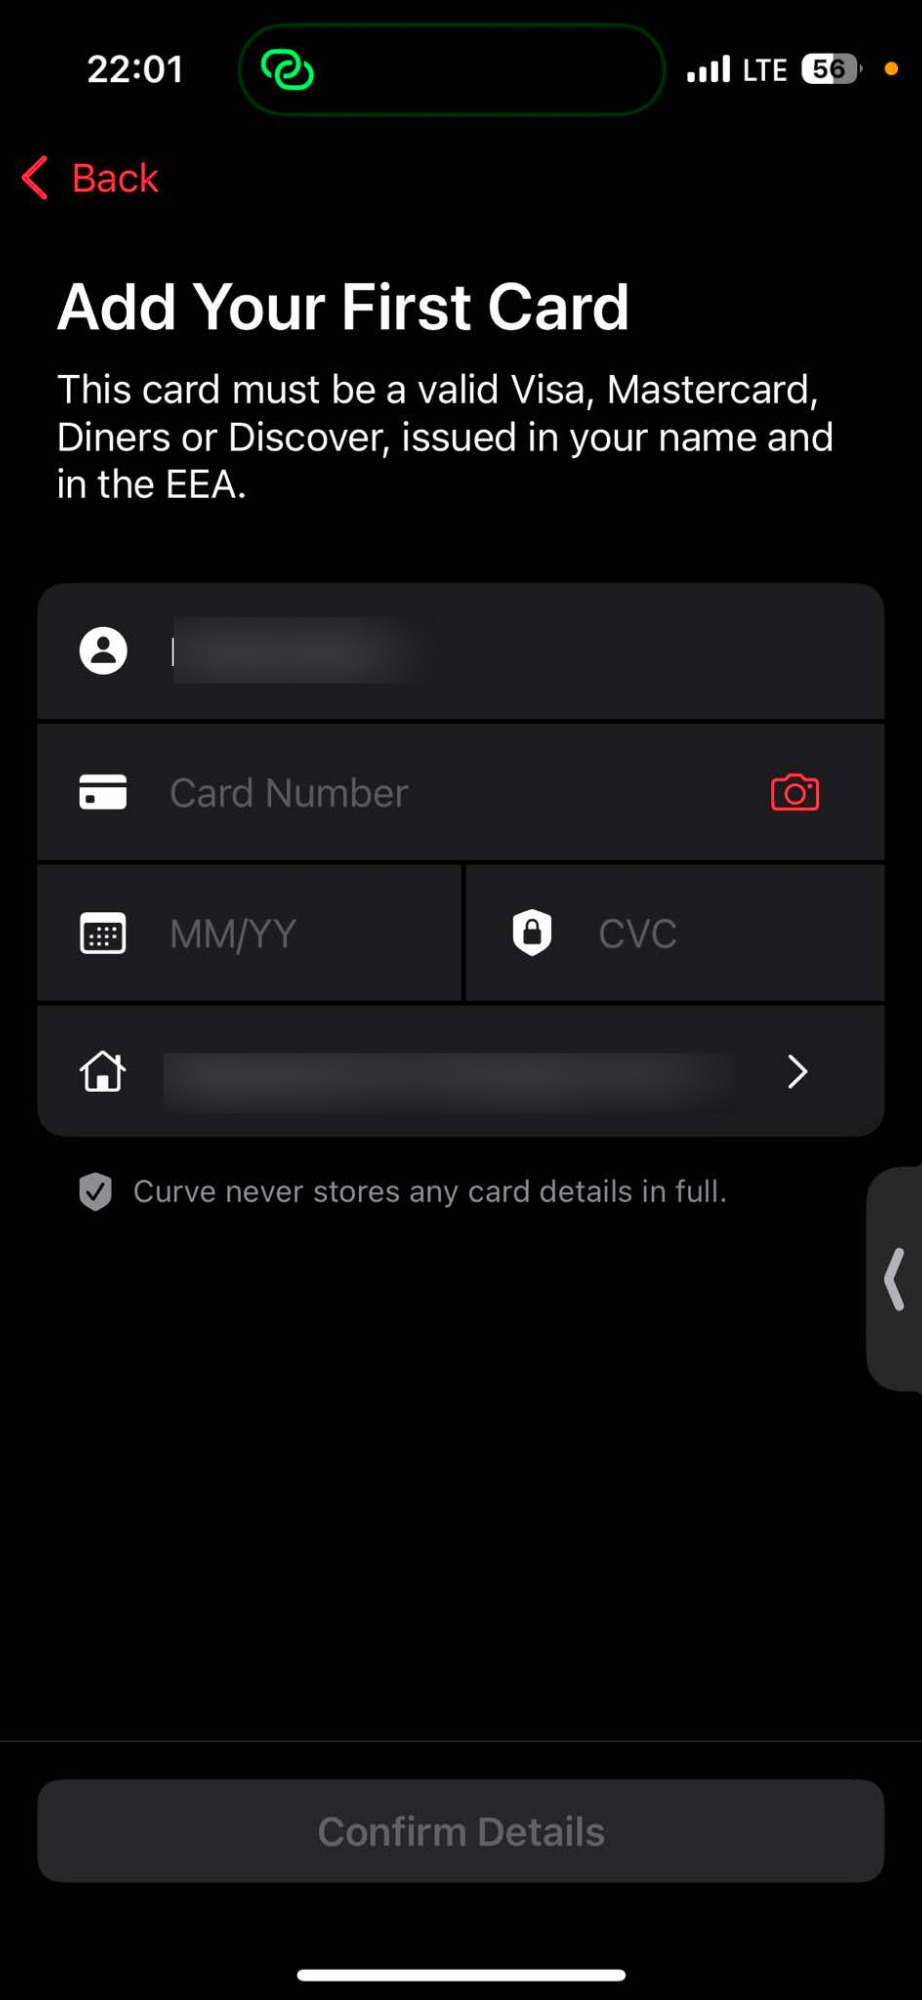 22:01
LTE
56
Back
Add Your First Card
This card must be a valid Visa, Mastercard,
Diners or Discover, issued in your name and
in the EEA.
Card Number
MM/YY
CVC
Curve never stores any card details in full.
Confirm Details